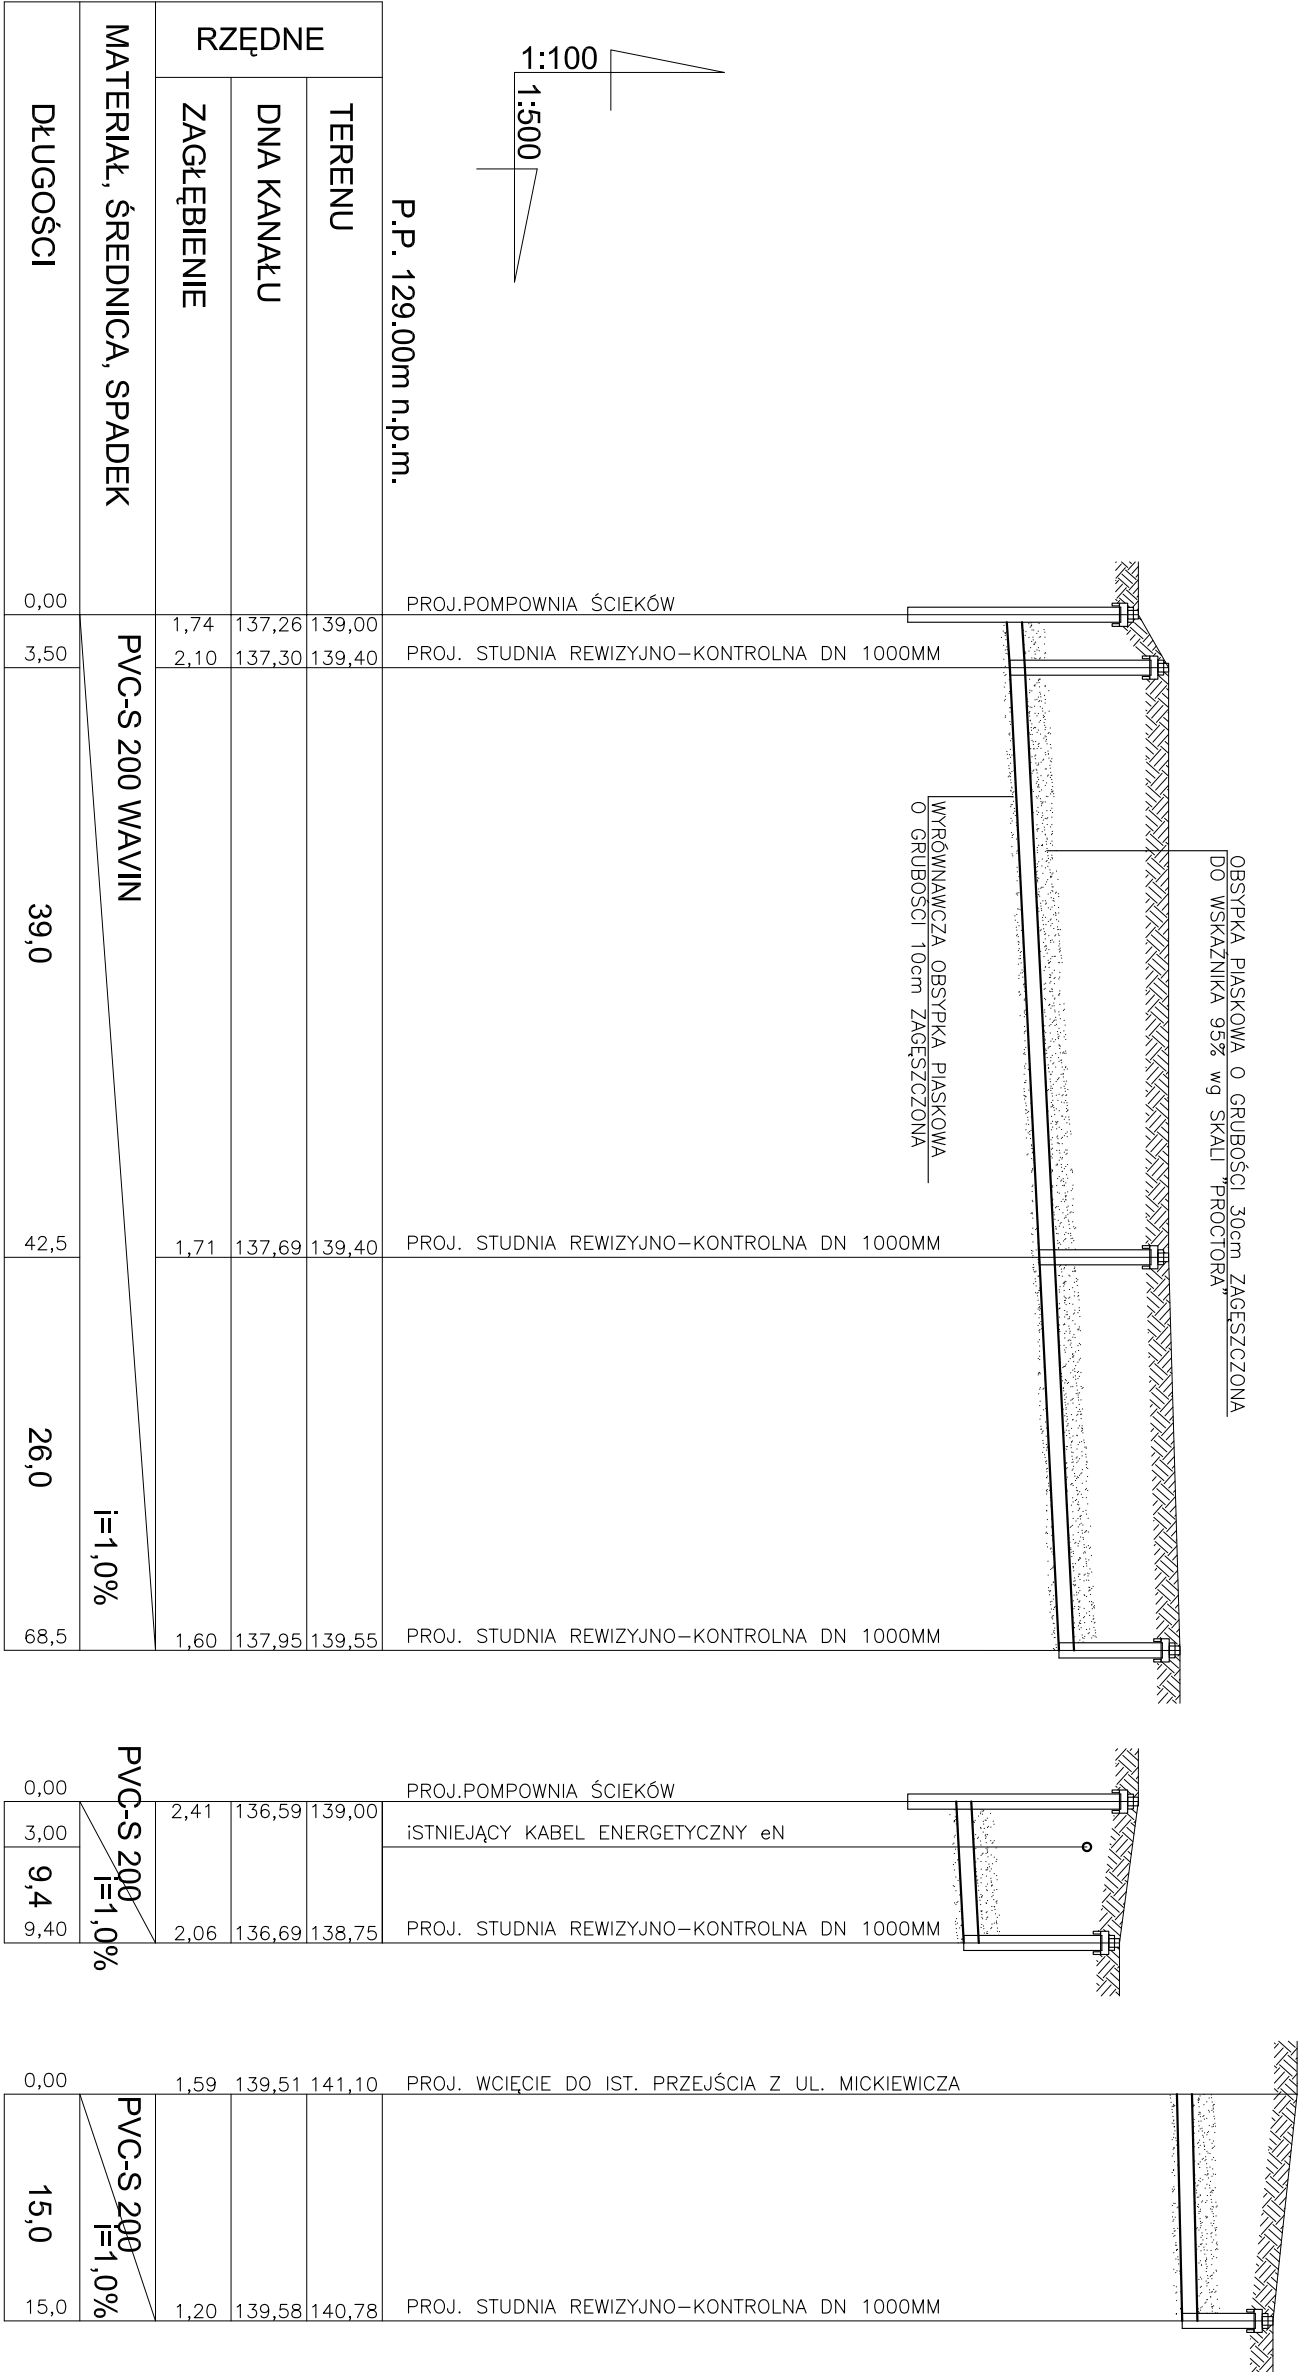 1:100
1:500
OBSYPKA PIASKOWA O GRUBOŚCI 30cm ZAGĘSZCZONA
DO WSKAŹNIKA 95% wg SKALI "PROCTORA"
WYRÓWNAWCZA OBSYPKA PIASKOWA
O GRUBOŚCI 10cm ZAGĘSZCZONA
P.P. 129.00m n.p.m.
PROJ.POMPOWNIA ŚCIEKÓW
PROJ. STUDNIA REWIZYJNO-KONTROLNA DN 1000MM
PROJ. STUDNIA REWIZYJNO-KONTROLNA DN 1000MM
PROJ. STUDNIA REWIZYJNO-KONTROLNA DN 1000MM
PROJ.POMPOWNIA ŚCIEKÓW
iSTNIEJĄCY KABEL ENERGETYCZNY eN
PROJ. STUDNIA REWIZYJNO-KONTROLNA DN 1000MM
PROJ. WCIĘCIE DO IST. PRZEJŚCIA Z UL. MICKIEWICZA
PROJ. STUDNIA REWIZYJNO-KONTROLNA DN 1000MM
RZĘDNE
TERENU 139,00 139,40 139,40 139,55 139,00 138,75 141,10 140,78
DNA KANAŁU 137,26 137,30 137,69 137,95 136,59 136,69 139,51 139,58
ZAGŁĘBIENIE 1,74 2,10 1,71 1,60 2,41 2,06 1,59 1,20
MATERIAŁ, ŚREDNICA, SPADEK PVC-S 200 WAVIN i=1,0% PVC-S 200 i=1,0% PVC-S 200 i=1,0%
DŁUGOŚCI 0,00 3,50 39,0 42,5 26,0 68,5 0,00 3,00 9,4 9,40 0,00 15,0 15,0